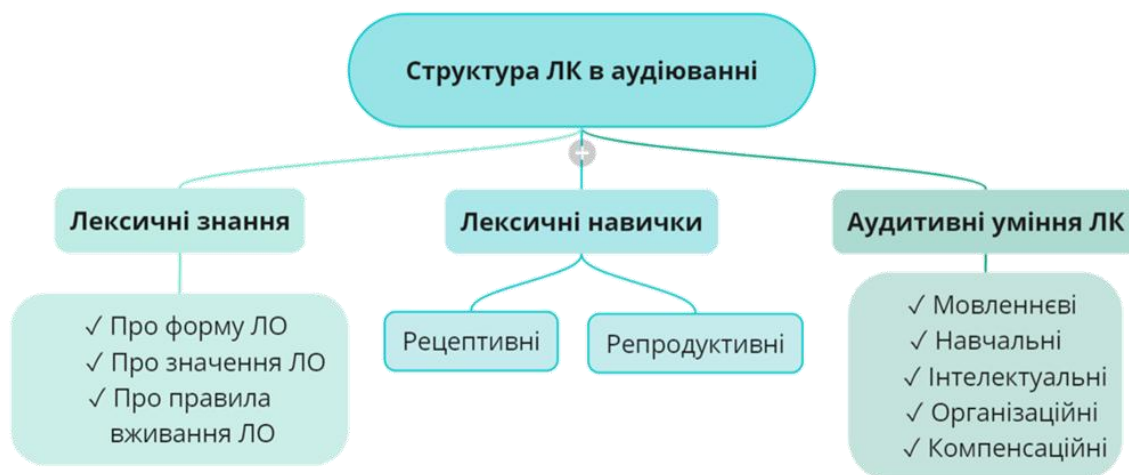 Структура ЛК в аудіюванні
Лексичні знання
✓ Про форму ЛО
✓ Про значення ЛО
✓ Про правила
вживання ЛО
Лексичні навички
Рецептивні
Репродуктивні
Аудитивні уміння ЛК
✓ Мовленнєві
✓ Навчальні
✓ Інтелектуальні
✓ Організаційні
✓ Компенсаційні